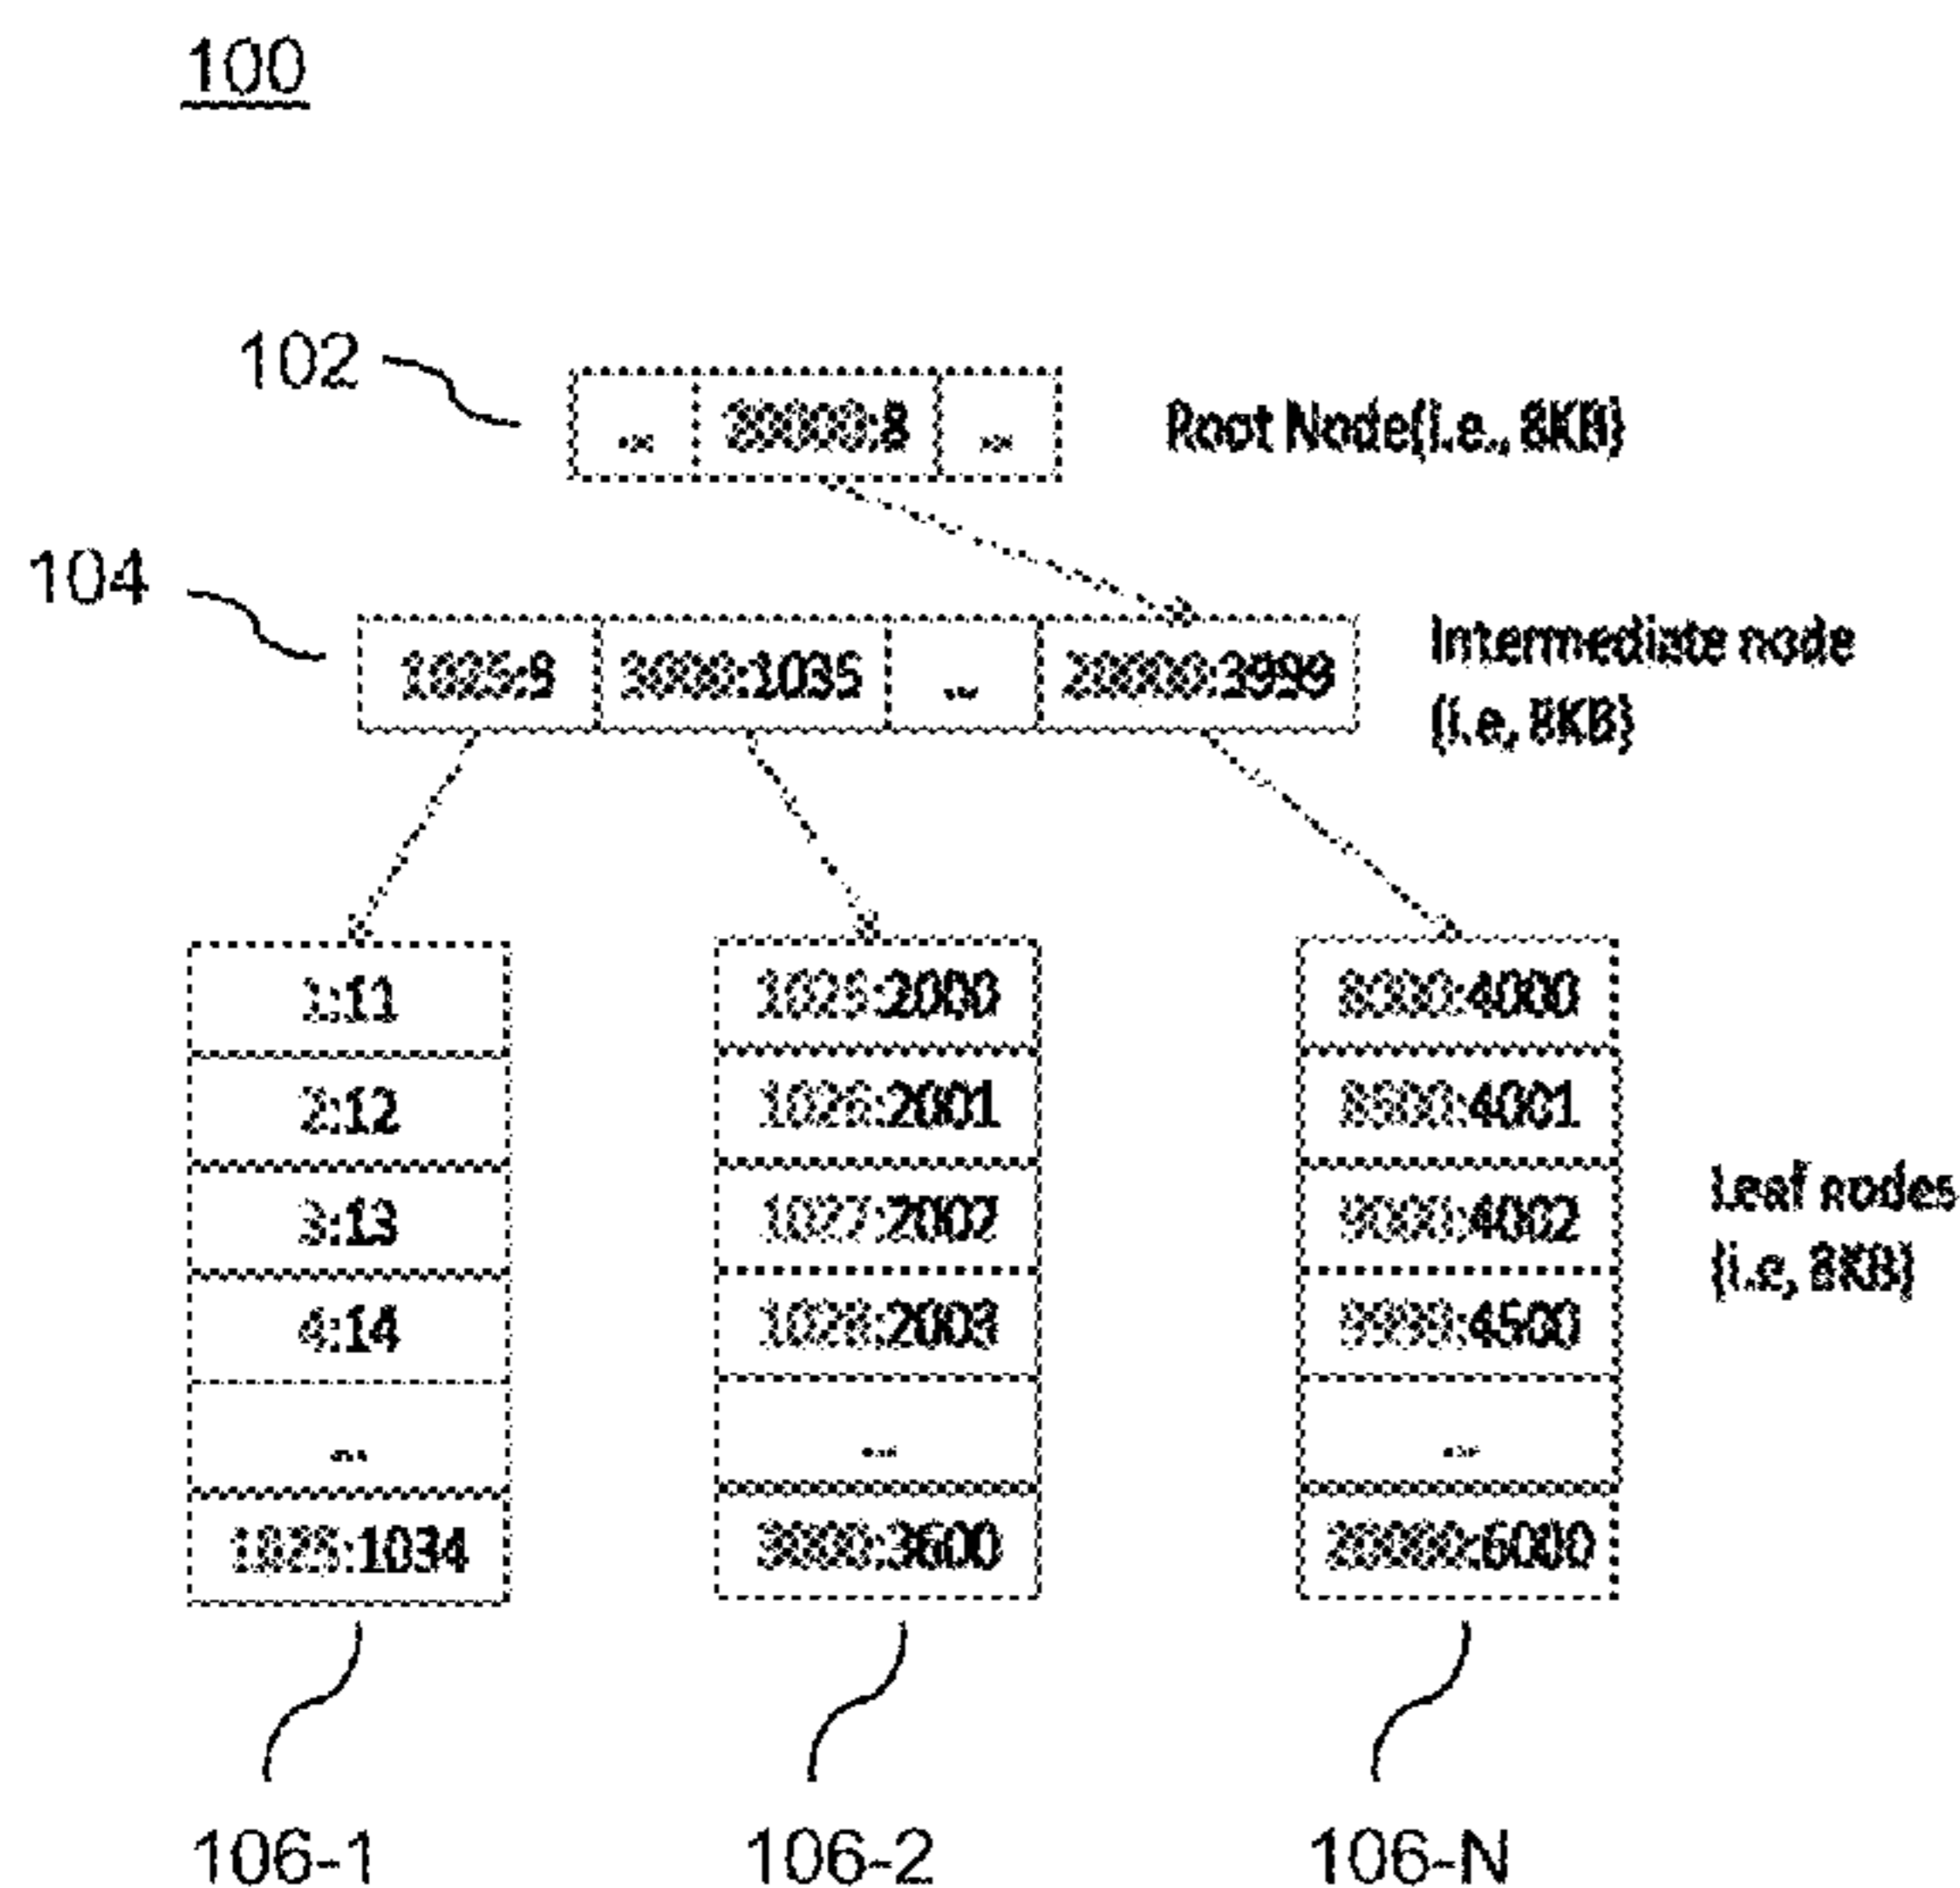 100
102
.. 20000:8 ..
Root Node(i.e., 8KB)
104
1025:9 3000:1035 .. 20000:3999
Intermediate node
(i.e, 8KB)
1:11 1025:2000
2:12 1026:2001 8500:4001
3:13 1027:2002 9000:4002
4:14 1028:2003 9999:4500
... ... ...
1025:1034 3000:3600 20000:6000
Leaf nodes
(i.e, 8KB)
106-1 106-2 106-N